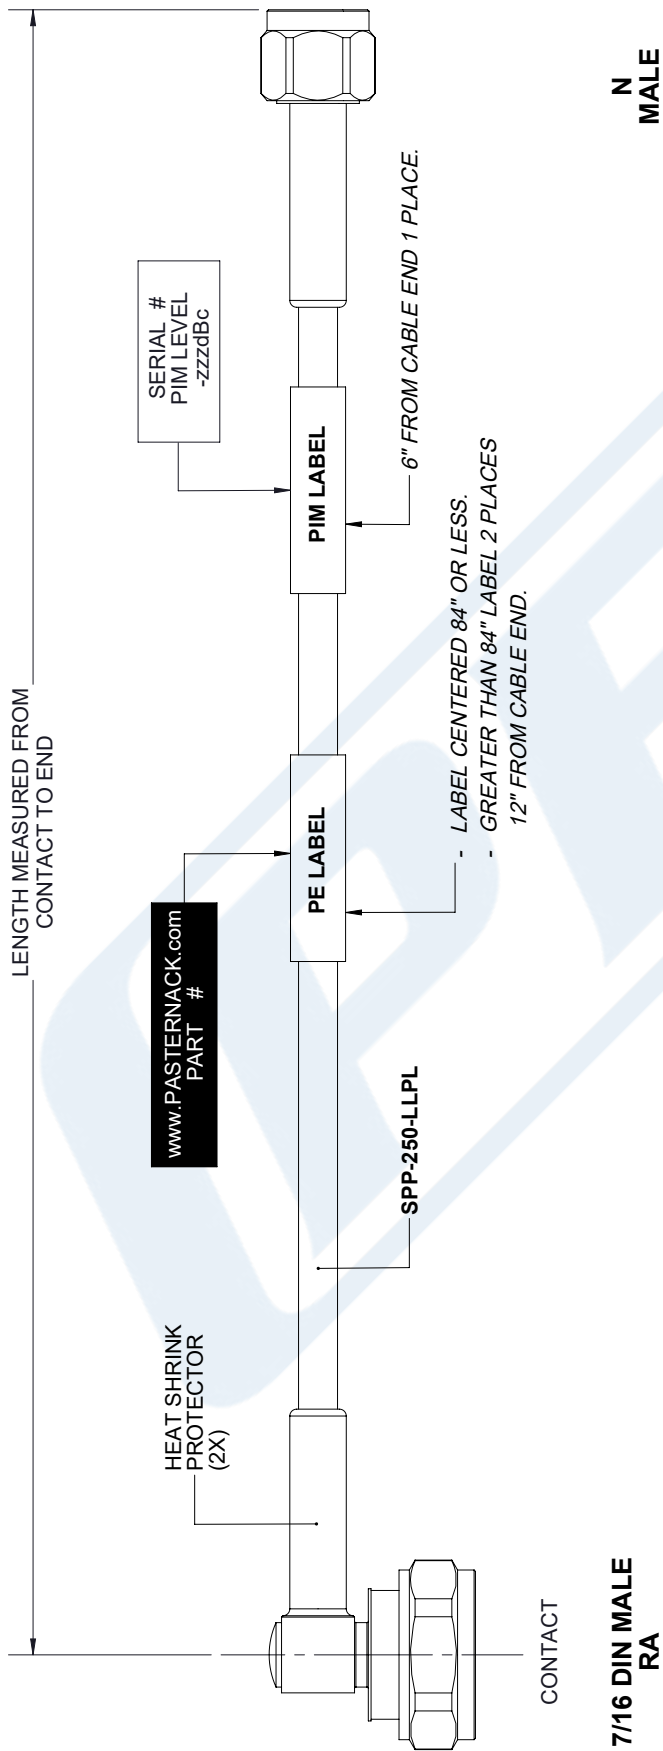 LENGTH MEASURED FROM
CONTACT TO END
www.PASTERNACK.com
PART #
SERIAL #
PIM LEVEL
-zzzdBc
HEAT SHRINK
PROTECTOR
(2X)
PE LABEL
PIM LABEL
SPP-250-LLPL
- LABEL CENTERED 84" OR LESS.
- GREATER THAN 84" LABEL 2 PLACES
12" FROM CABLE END.
6" FROM CABLE END 1 PLACE.
CONTACT
7/16 DIN MALE
RA
N
MALE